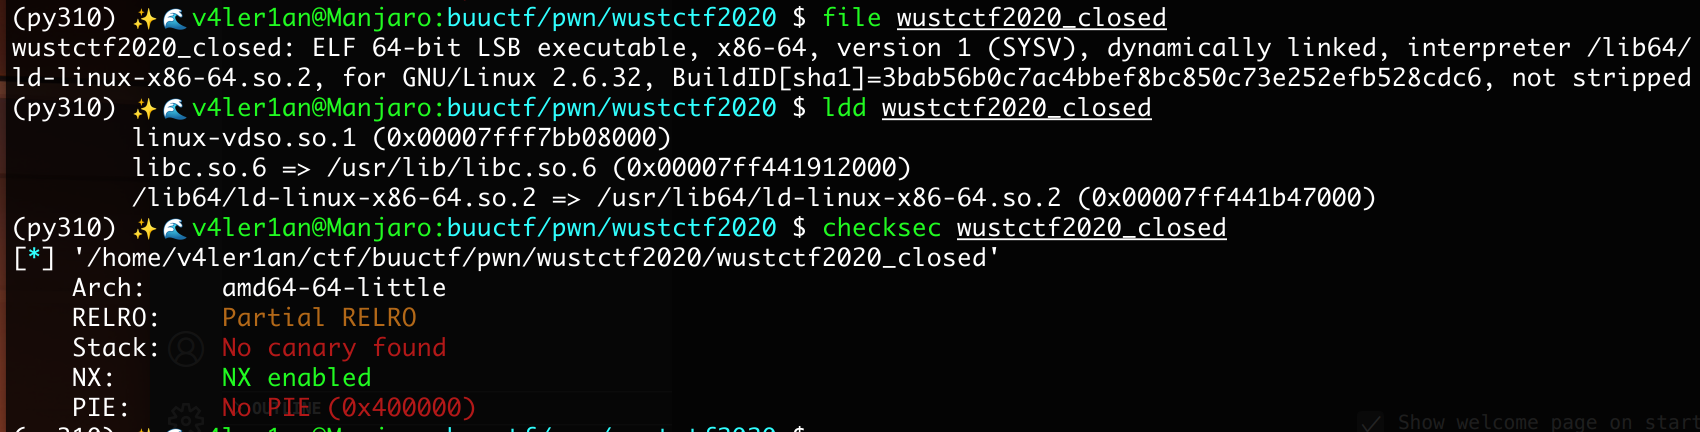 (py310) ✨🌊v4ler1an@Manjaro:buuctf/pwn/wustctf2020 $ file wustctf2020_closed
wustctf2020_closed: ELF 64-bit LSB executable, x86-64, version 1 (SYSV), dynamically linked, interpreter /lib64/
ld-linux-x86-64.so.2, for GNU/Linux 2.6.32, BuildID[sha1]=3bab56b0c7ac4bbef8bc850c73e252efb528cdc6, not stripped
(py310) ✨🌊v4ler1an@Manjaro:buuctf/pwn/wustctf2020 $ ldd wustctf2020_closed
linux-vdso.so.1 (0x00007fff7bb08000)
libc.so.6 => /usr/lib/libc.so.6 (0x00007ff441912000)
/lib64/ld-linux-x86-64.so.2 => /usr/lib64/ld-linux-x86-64.so.2 (0x00007ff441b47000)
(py310) ✨🌊v4ler1an@Manjaro:buuctf/pwn/wustctf2020 $ checksec wustctf2020_closed
[*] '/home/v4ler1an/ctf/buuctf/pwn/wustctf2020/wustctf2020_closed'
Arch: amd64-64-little
RELRO: Partial RELRO
Stack: No canary found
NX: NX enabled
PIE: No PIE (0x400000)
OUTLINE
Show welcome page on start
(py310) ✨🌊v4ler1an@Manjaro:buuctf/pwn/wustctf2020 $